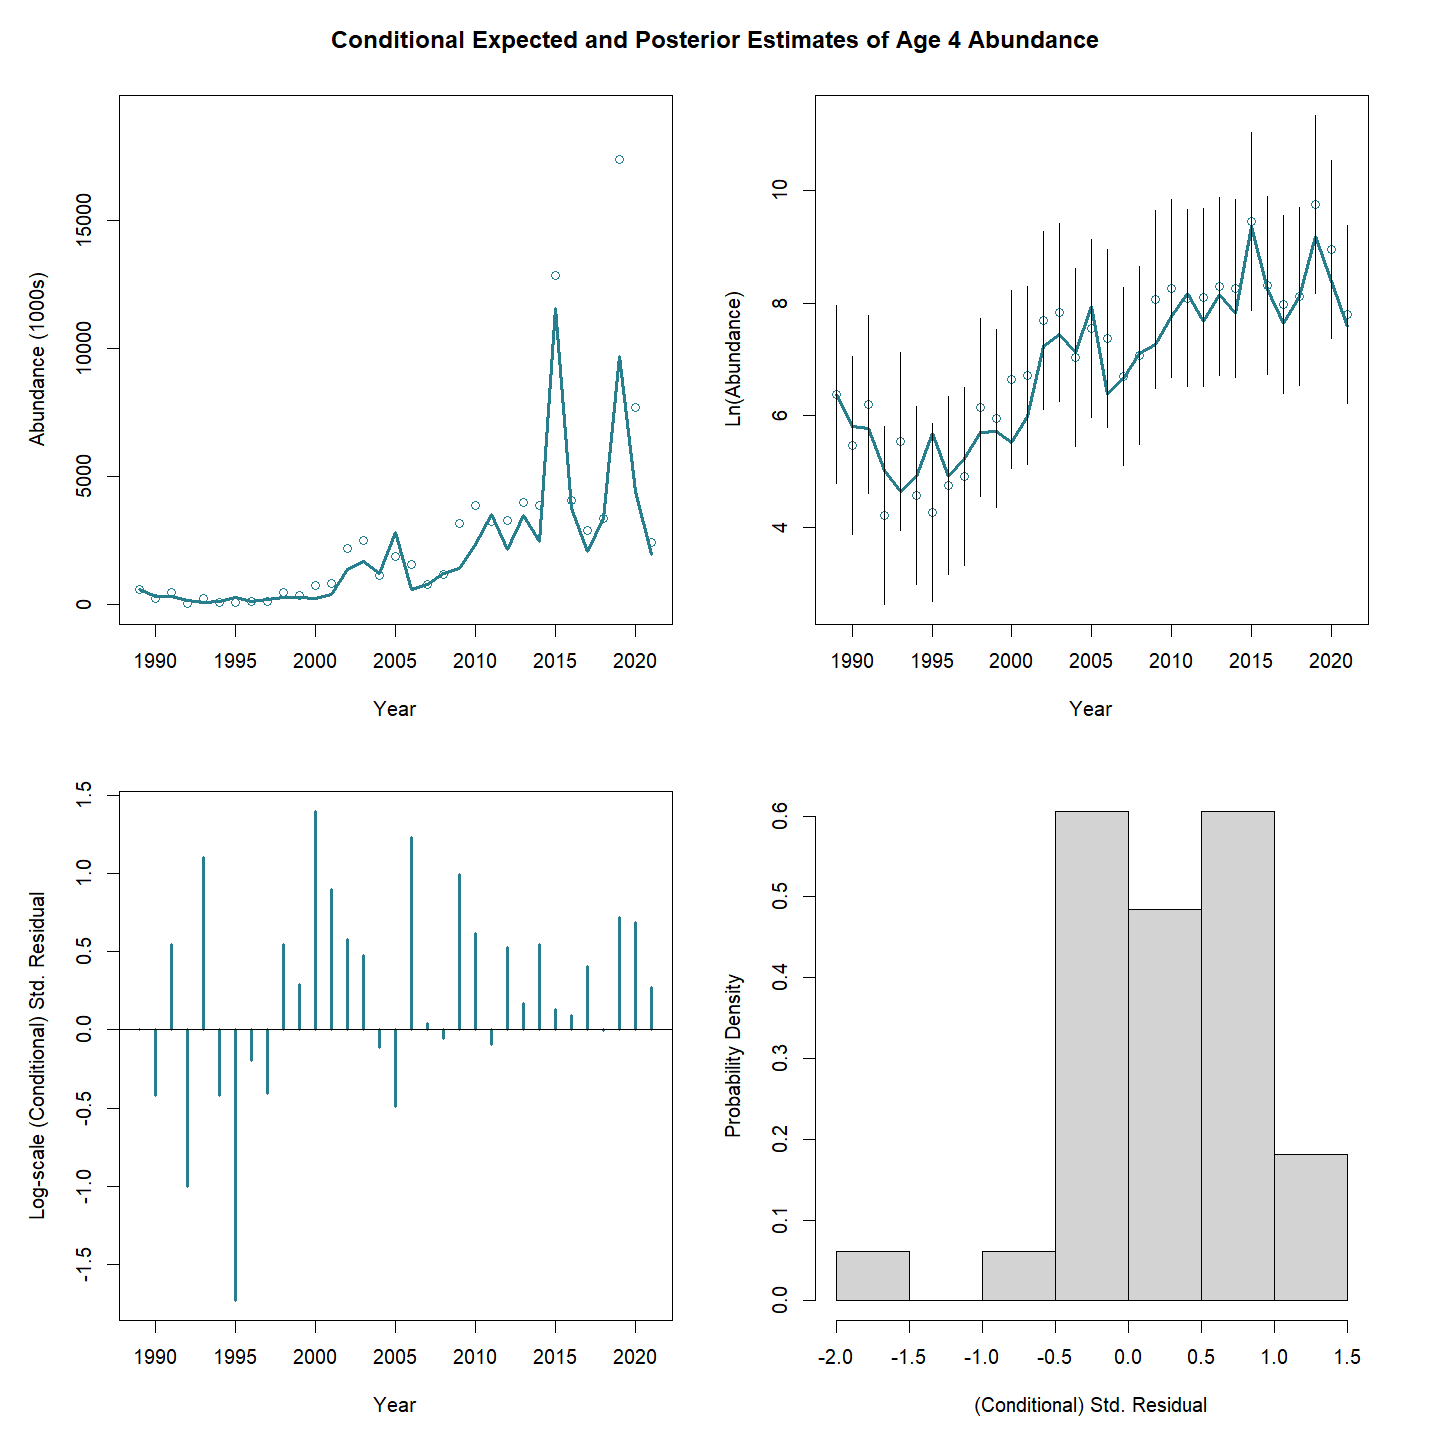 Conditional Expected and Posterior Estimates of Age 4 Abundance
Abundance (1000s)
15000
10000
5000
0
1990 1995 2000 2005 2010 2015 2020
Year
Ln(Abundance)
10
8
6
4
1990 1995 2000 2005 2010 2015 2020
Year
Log-scale (Conditional) Std. Residual
1.5
1.0
0.5
0.0
-0.5
-1.0
-1.5
1990 1995 2000 2005 2010 2015 2020
Year
Probability Density
0.6
0.5
0.4
0.3
0.2
0.1
0.0
-2.0 -1.5 -1.0 -0.5 0.0 0.5 1.0 1.5
(Conditional) Std. Residual